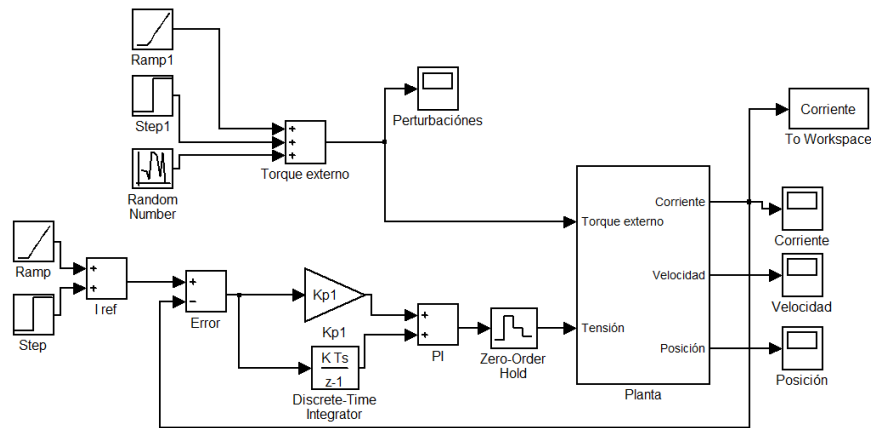 Ramp1
Step1
Random
Number
+
+
+
Torque externo
Perturbaciónes
Corriente
To Workspace
Corriente
Torque externo
Velocidad
Tensión
Posición
Planta
Corriente
Velocidad
Posición
Ramp
Step
+
+
I ref
+
−
Error
Kp1
Kp1
K Ts
z-1
Discrete-Time
Integrator
+
+
PI
Zero-Order
Hold